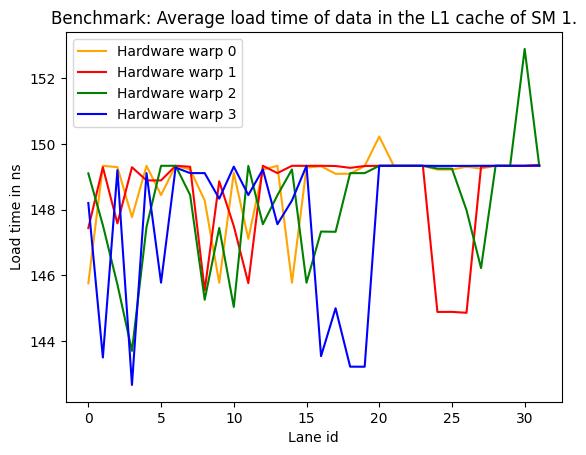 Benchmark: Average load time of data in the L1 cache of SM 1.
Hardware warp 0
Hardware warp 1
Hardware warp 2
Hardware warp 3
Load time in ns
152
150
148
146
144
0 5 10 15 20 25 30
Lane id